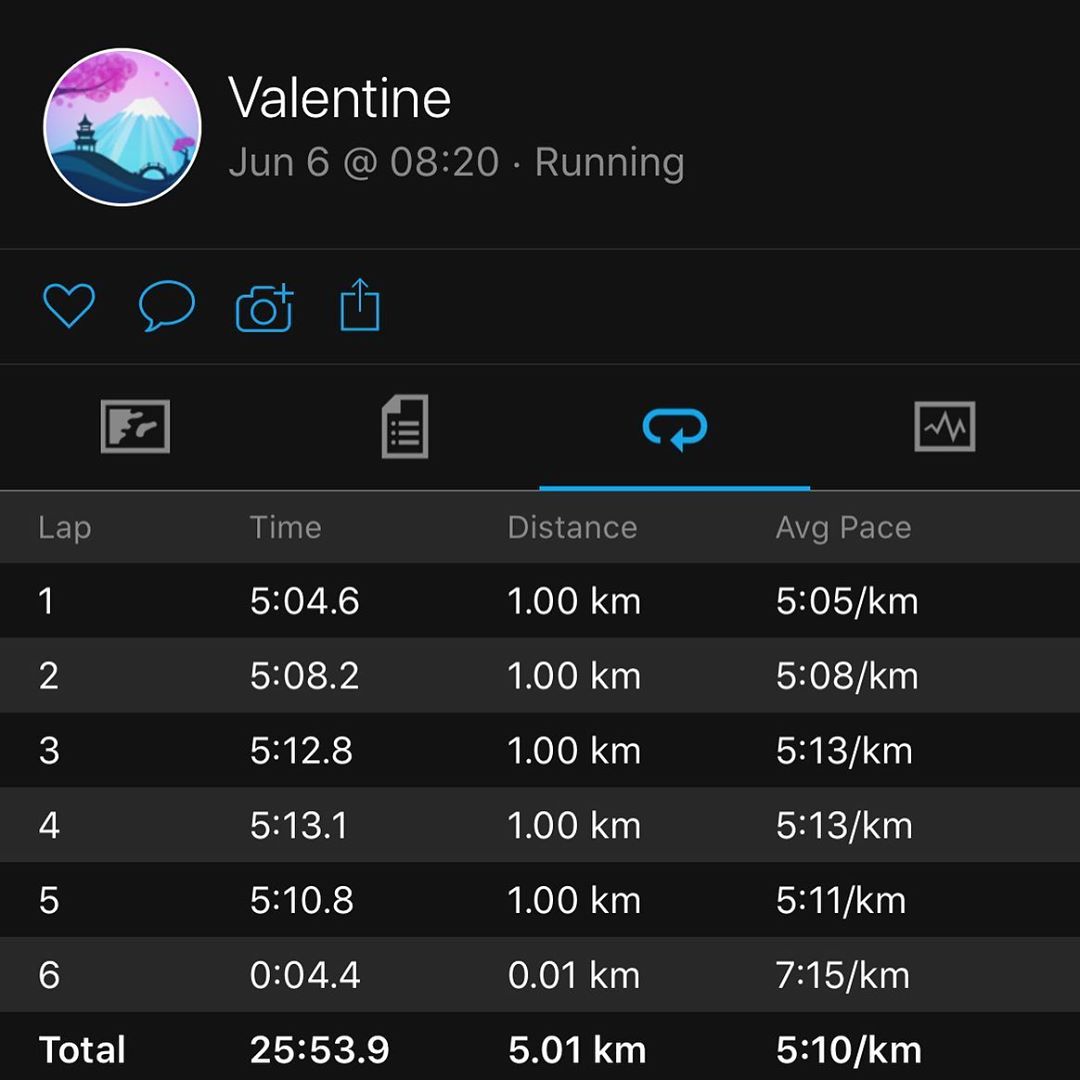 Valentine
Jun 6 @ 08:20 · Running
Lap Time Distance Avg Pace
1 5:04.6 1.00 km 5:05/km
2 5:08.2 1.00 km 5:08/km
3 5:12.8 1.00 km 5:13/km
4 5:13.1 1.00 km 5:13/km
5 5:10.8 1.00 km 5:11/km
6 0:04.4 0.01 km 7:15/km
Total 25:53.9 5.01 km 5:10/km